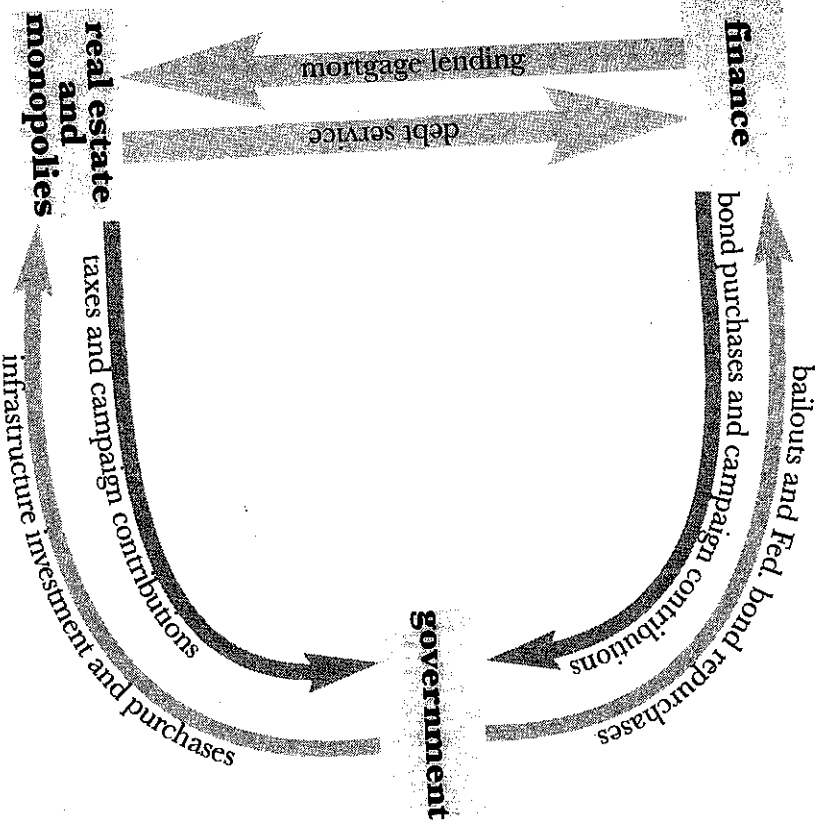 finance
mortgage lending
debt service
real estate
and
monopolies
bond purchases and campaign contributions
bailouts and Fed. bond repurchases
taxes and campaign contributions
infrastructure investment and purchases
government